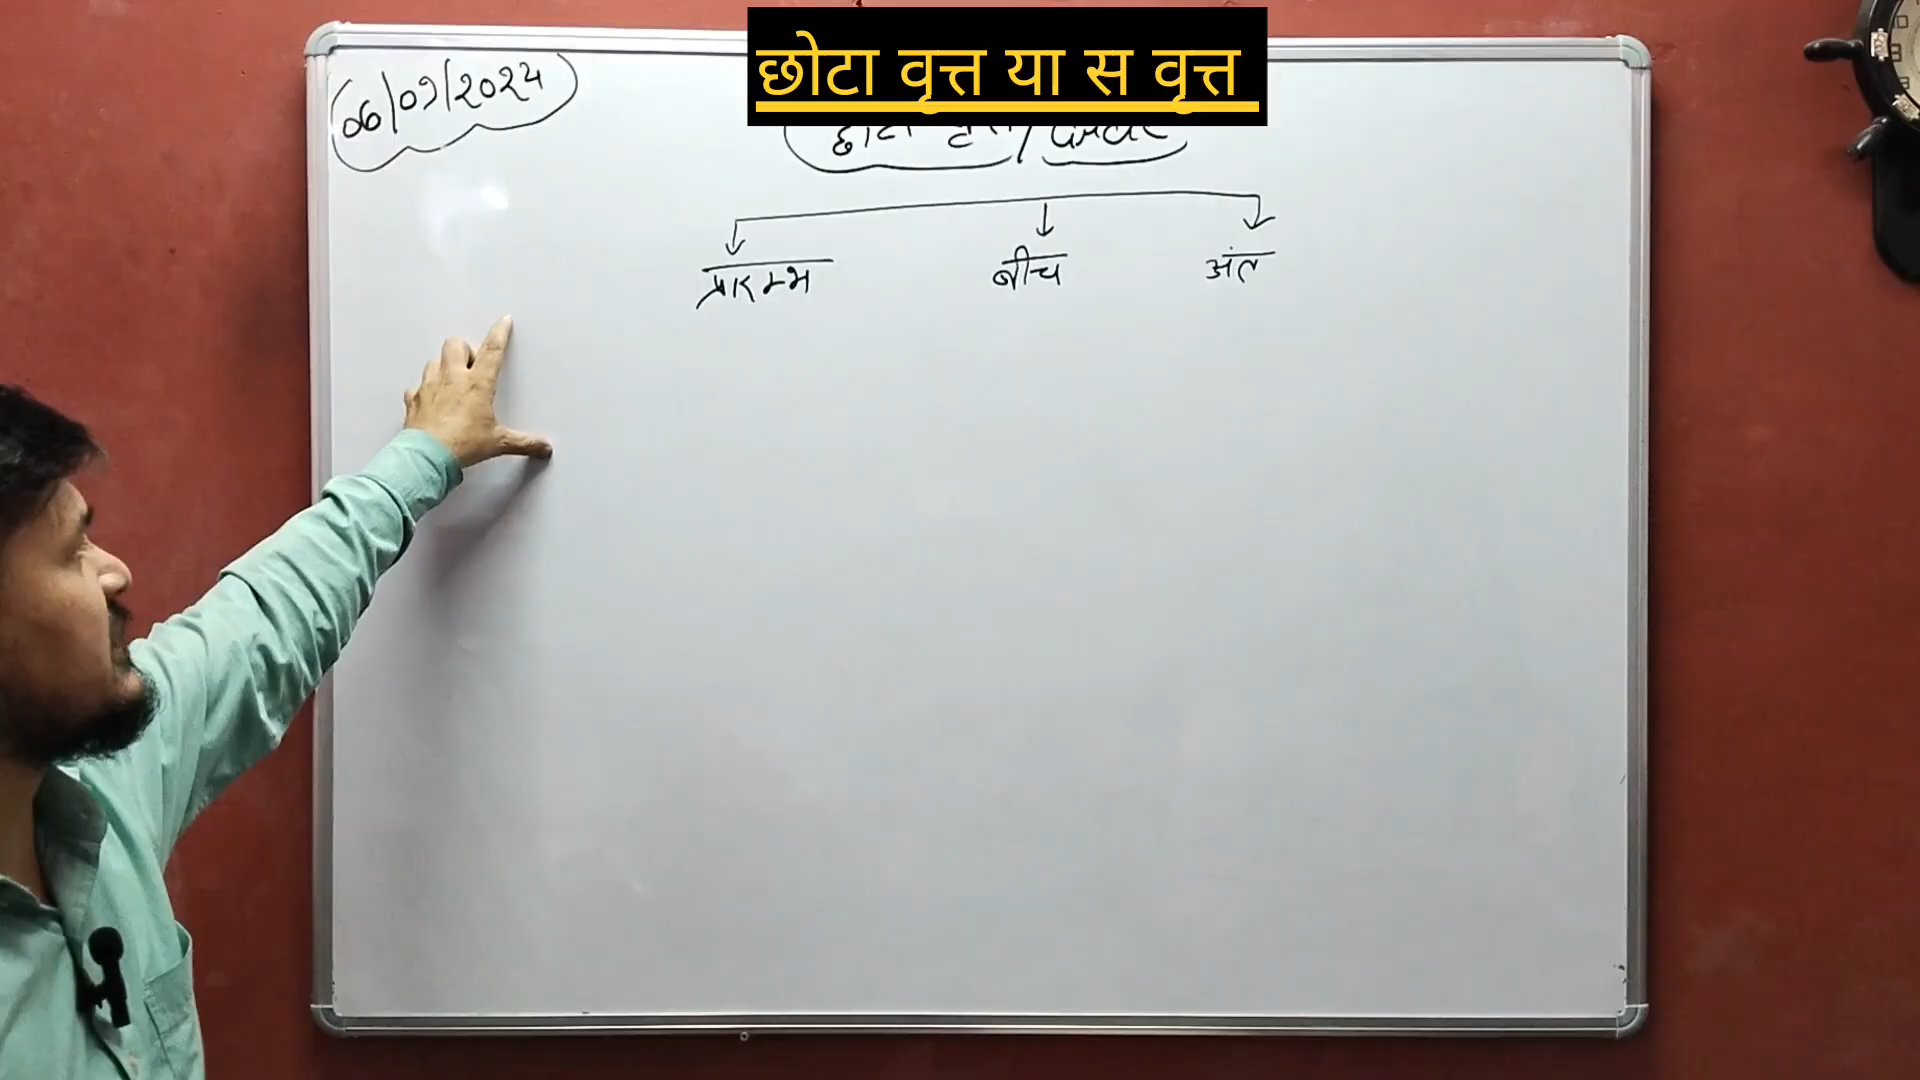 छोटा वृत्त या स वृत्त
06/09/2024
छोटा वृत्त /
प्रारम्भ बीच अंत